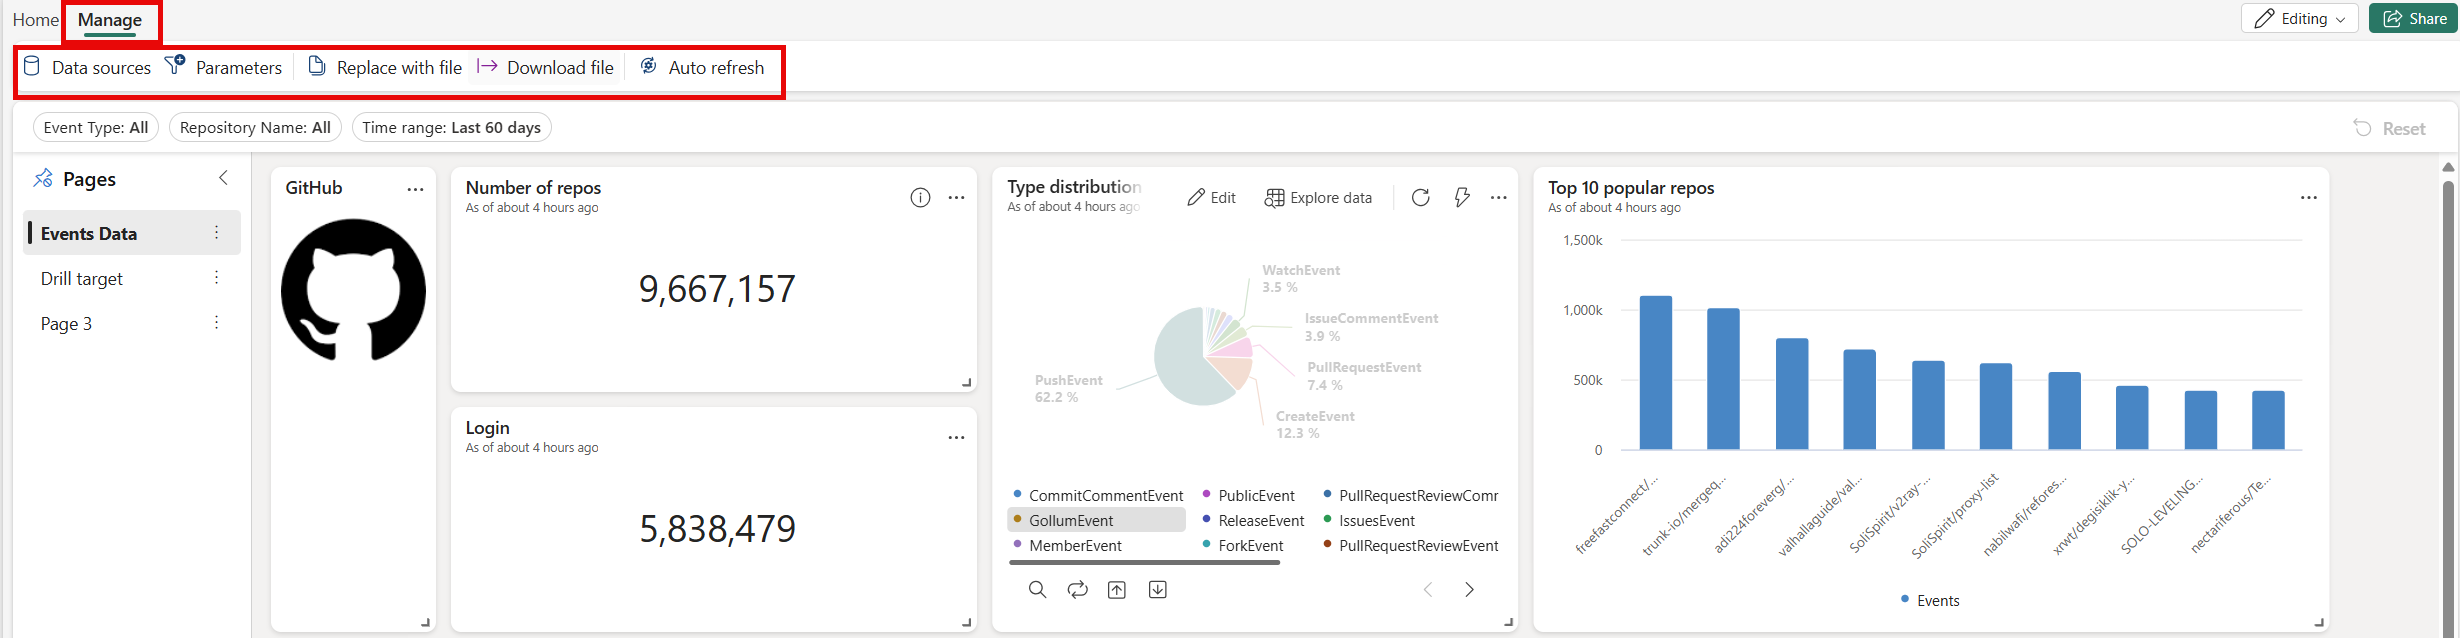 Home Manage Editing Share
Data sources Parameters Replace with file Download file Auto refresh
Event Type: All Repository Name: All Time range: Last 60 days Reset
Pages
Events Data
Drill target
Page 3
GitHub
Number of repos
As of about 4 hours ago
9,667,157
Login
As of about 4 hours ago
5,838,479
Type distribution Edit Explore data
As of about 4 hours ago
WatchEvent
3.5 %
IssueCommentEvent
3.9 %
PullRequestEvent
7.4 %
CreateEvent
12.3 %
PushEvent
62.2 %
CommitCommentEvent PublicEvent PullRequestReviewComr
GollumEvent ReleaseEvent IssuesEvent
MemberEvent ForkEvent PullRequestReviewEvent
Top 10 popular repos
As of about 4 hours ago
1,500k
1,000k
500k
0
freefastconnect/...
trunk-io/mergeq...
adi224foreverg/...
valhallaguide/val...
SoliSpirit/v2ray-...
SoliSpirit/proxy-list
nabilwafi/refores...
xrwt/degisiklik-y...
SOLO-LEVELING...
nectariferous/Te...
Events